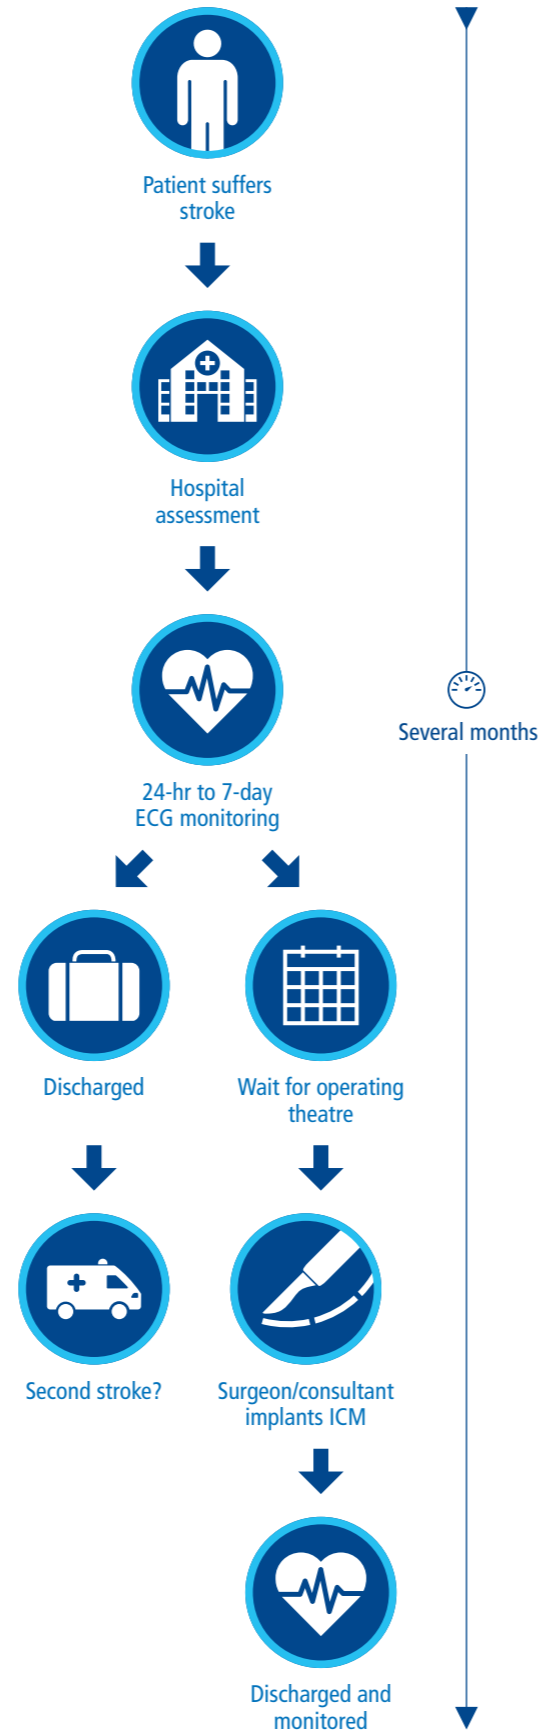 Patient suffers
stroke
Hospital
assessment
24-hr to 7-day
ECG monitoring
Several months
Discharged
Wait for operating
theatre
Second stroke?
Surgeon/consultant
implants ICM
Discharged and
monitored